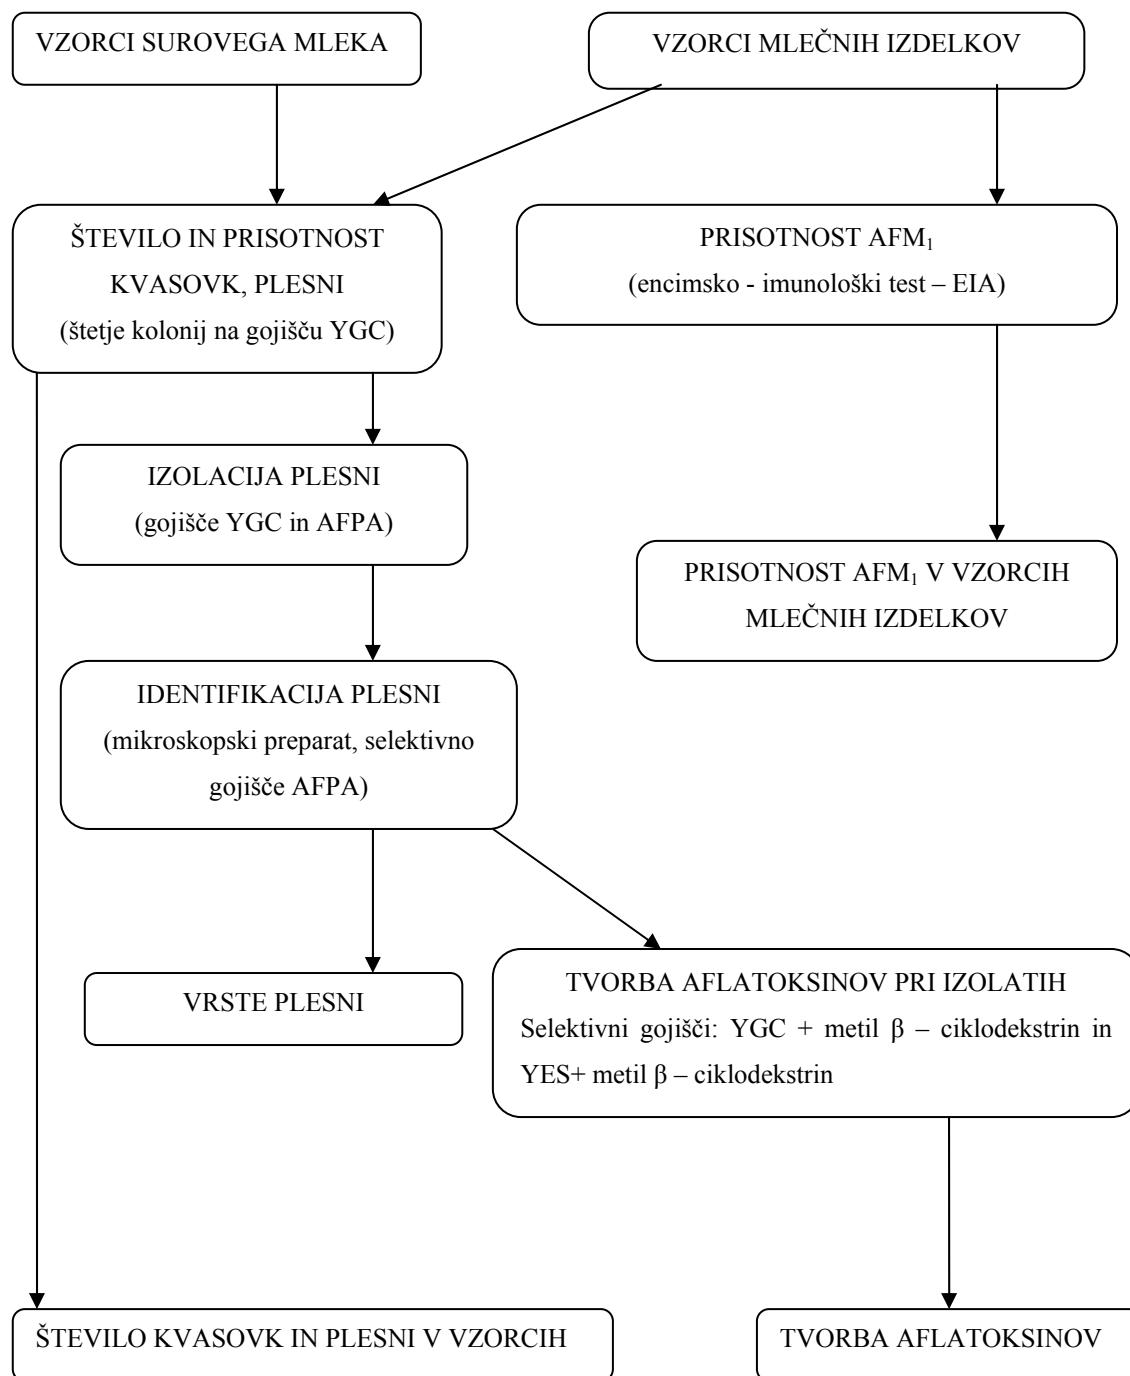 VZORCI SUROVEGA MLEKA
VZORCI MLEČNIH IZDELKOV
ŠTEVILO IN PRISOTNOST
KVASOVK, PLESNI
(štetje kolonij na gojišču YGC)
PRISOTNOST AFM₁
(encimsko - imunološki test – EIA)
IZOLACIJA PLESNI
(gojišče YGC in AFPA)
PRISOTNOST AFM₁ V VZORCIH
MLEČNIH IZDELKOV
IDENTIFIKACIJA PLESNI
(mikroskopski preparat, selektivno
gojišče AFPA)
VRSTE PLESNI
TVORBA AFLATOKSINOV PRI IZOLATIH
Selektivni gojišči: YGC + metil β – ciklodekstrin in
YES+ metil β – ciklodekstrin
ŠTEVILO KVASOVK IN PLESNI V VZORCIH
TVORBA AFLATOKSINOV